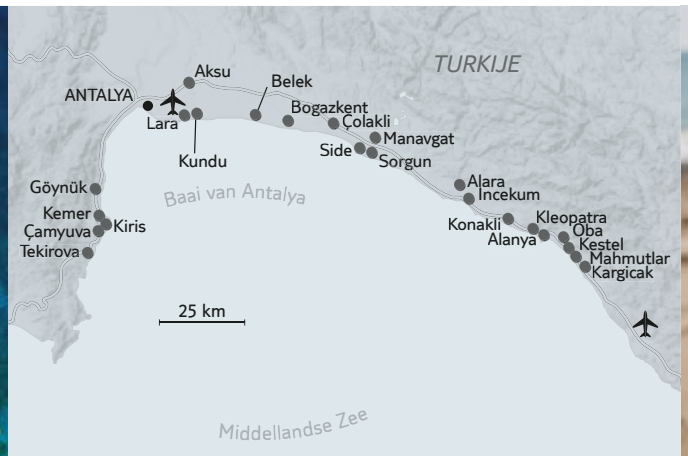 TURKIJE
Aksu
Belek
ANTALYA
Bogazkent
Lara
Çolakli
Manavgat
Kundu
Side
Sorgun
Göynük
Alara
Incekum
Baai van Antalya
Kemer
Kiris
Çamyuva
Konakli
Kleopatra
Oba
Alanya
Kestel
Tekirova
Mahmutlar
Kargicak
25 km
Middellandse Zee